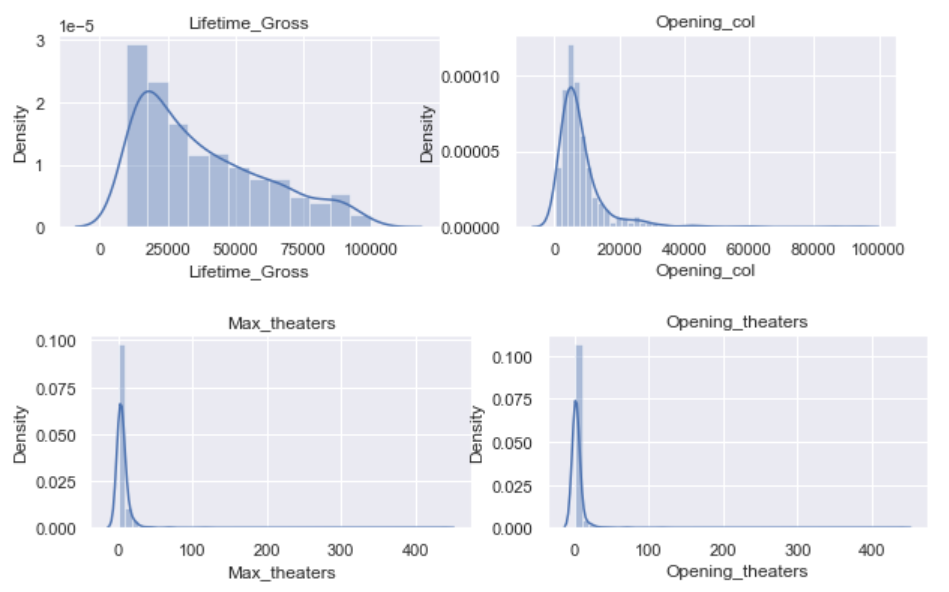 Lifetime_Gross
1e−5
3
2
1
0
Density
0 25000 50000 75000 100000
Lifetime_Gross
Opening_col
0.00010
0.00005
0.00000
Density
0 20000 40000 60000 80000 100000
Opening_col
Max_theaters
0.100
0.075
0.050
0.025
0.000
Density
0 100 200 300 400
Max_theaters
Opening_theaters
0.100
0.075
0.050
0.025
0.000
Density
0 100 200 300 400
Opening_theaters